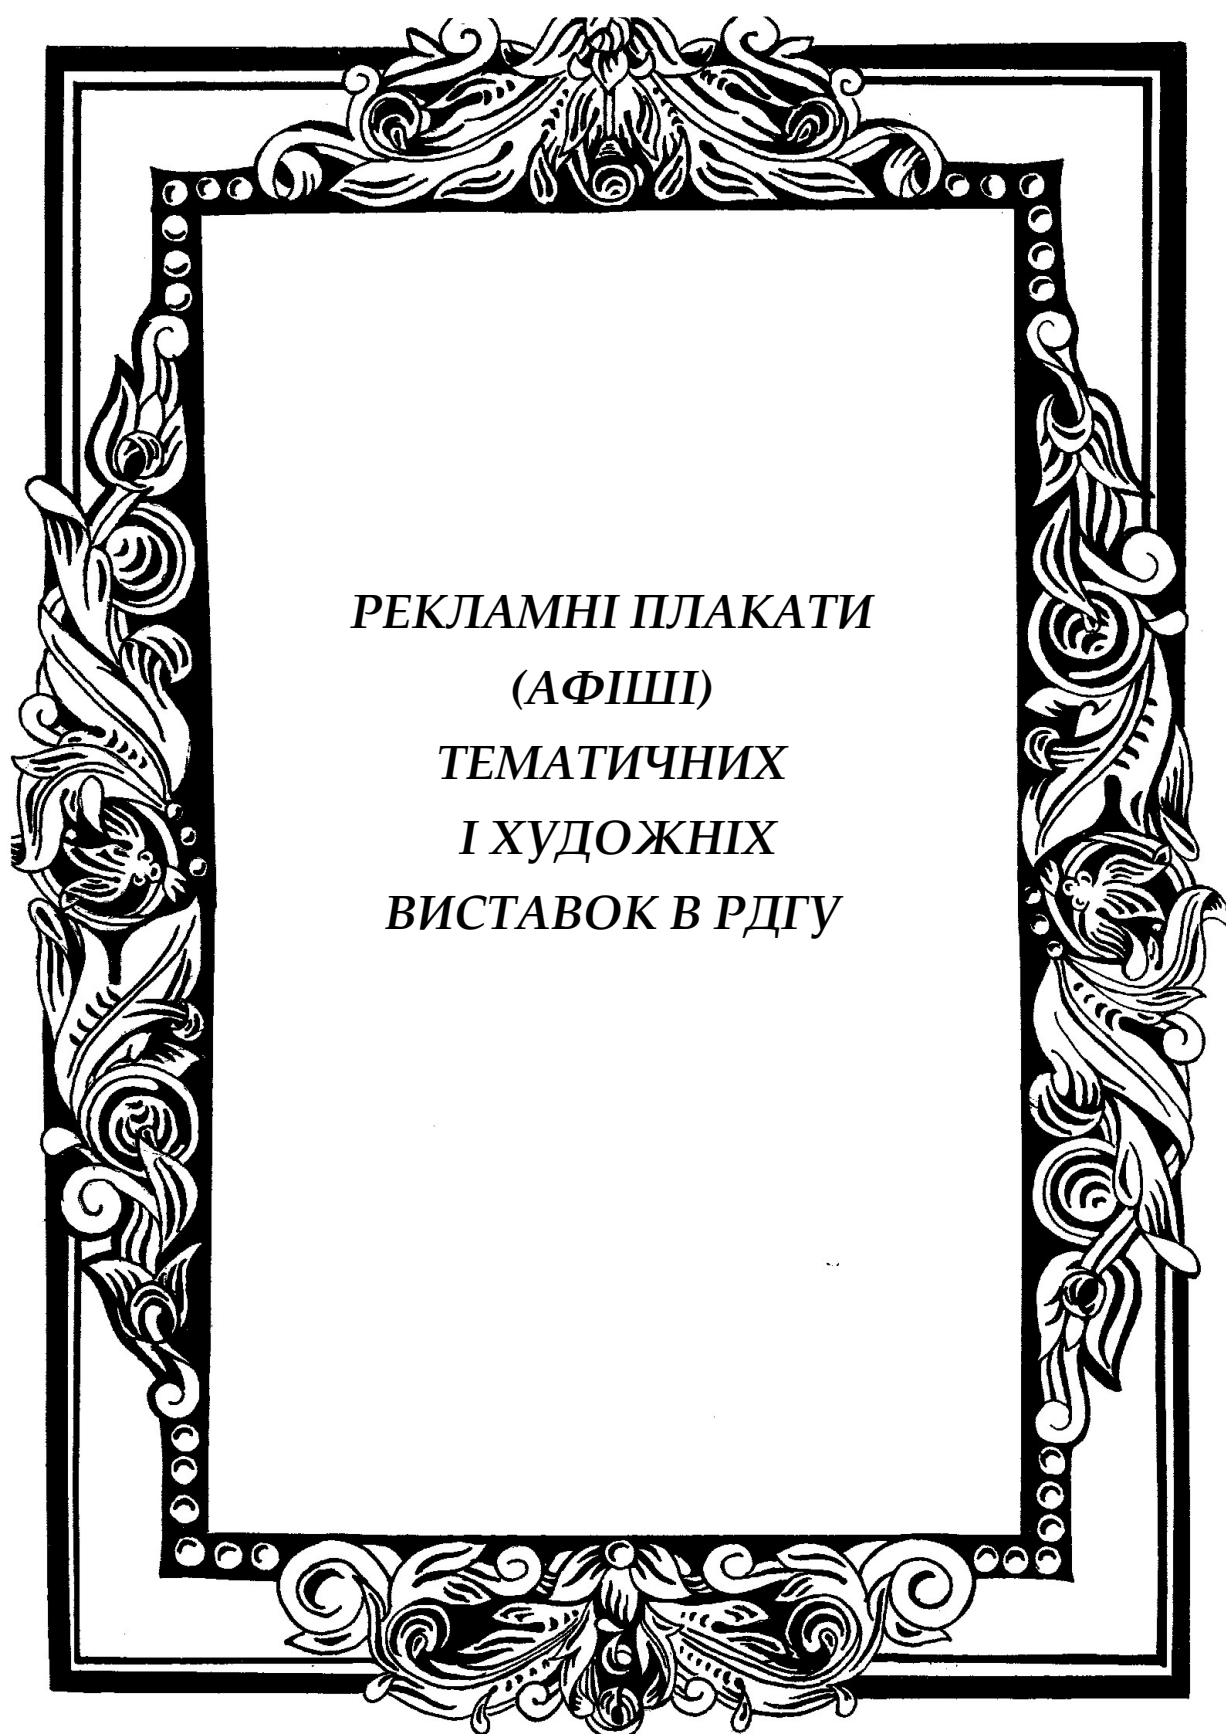 РЕКЛАМНІ ПЛАКАТИ
(АФІШІ)
ТЕМАТИЧНИХ
І ХУДОЖНІХ
ВИСТАВОК В РДГУ